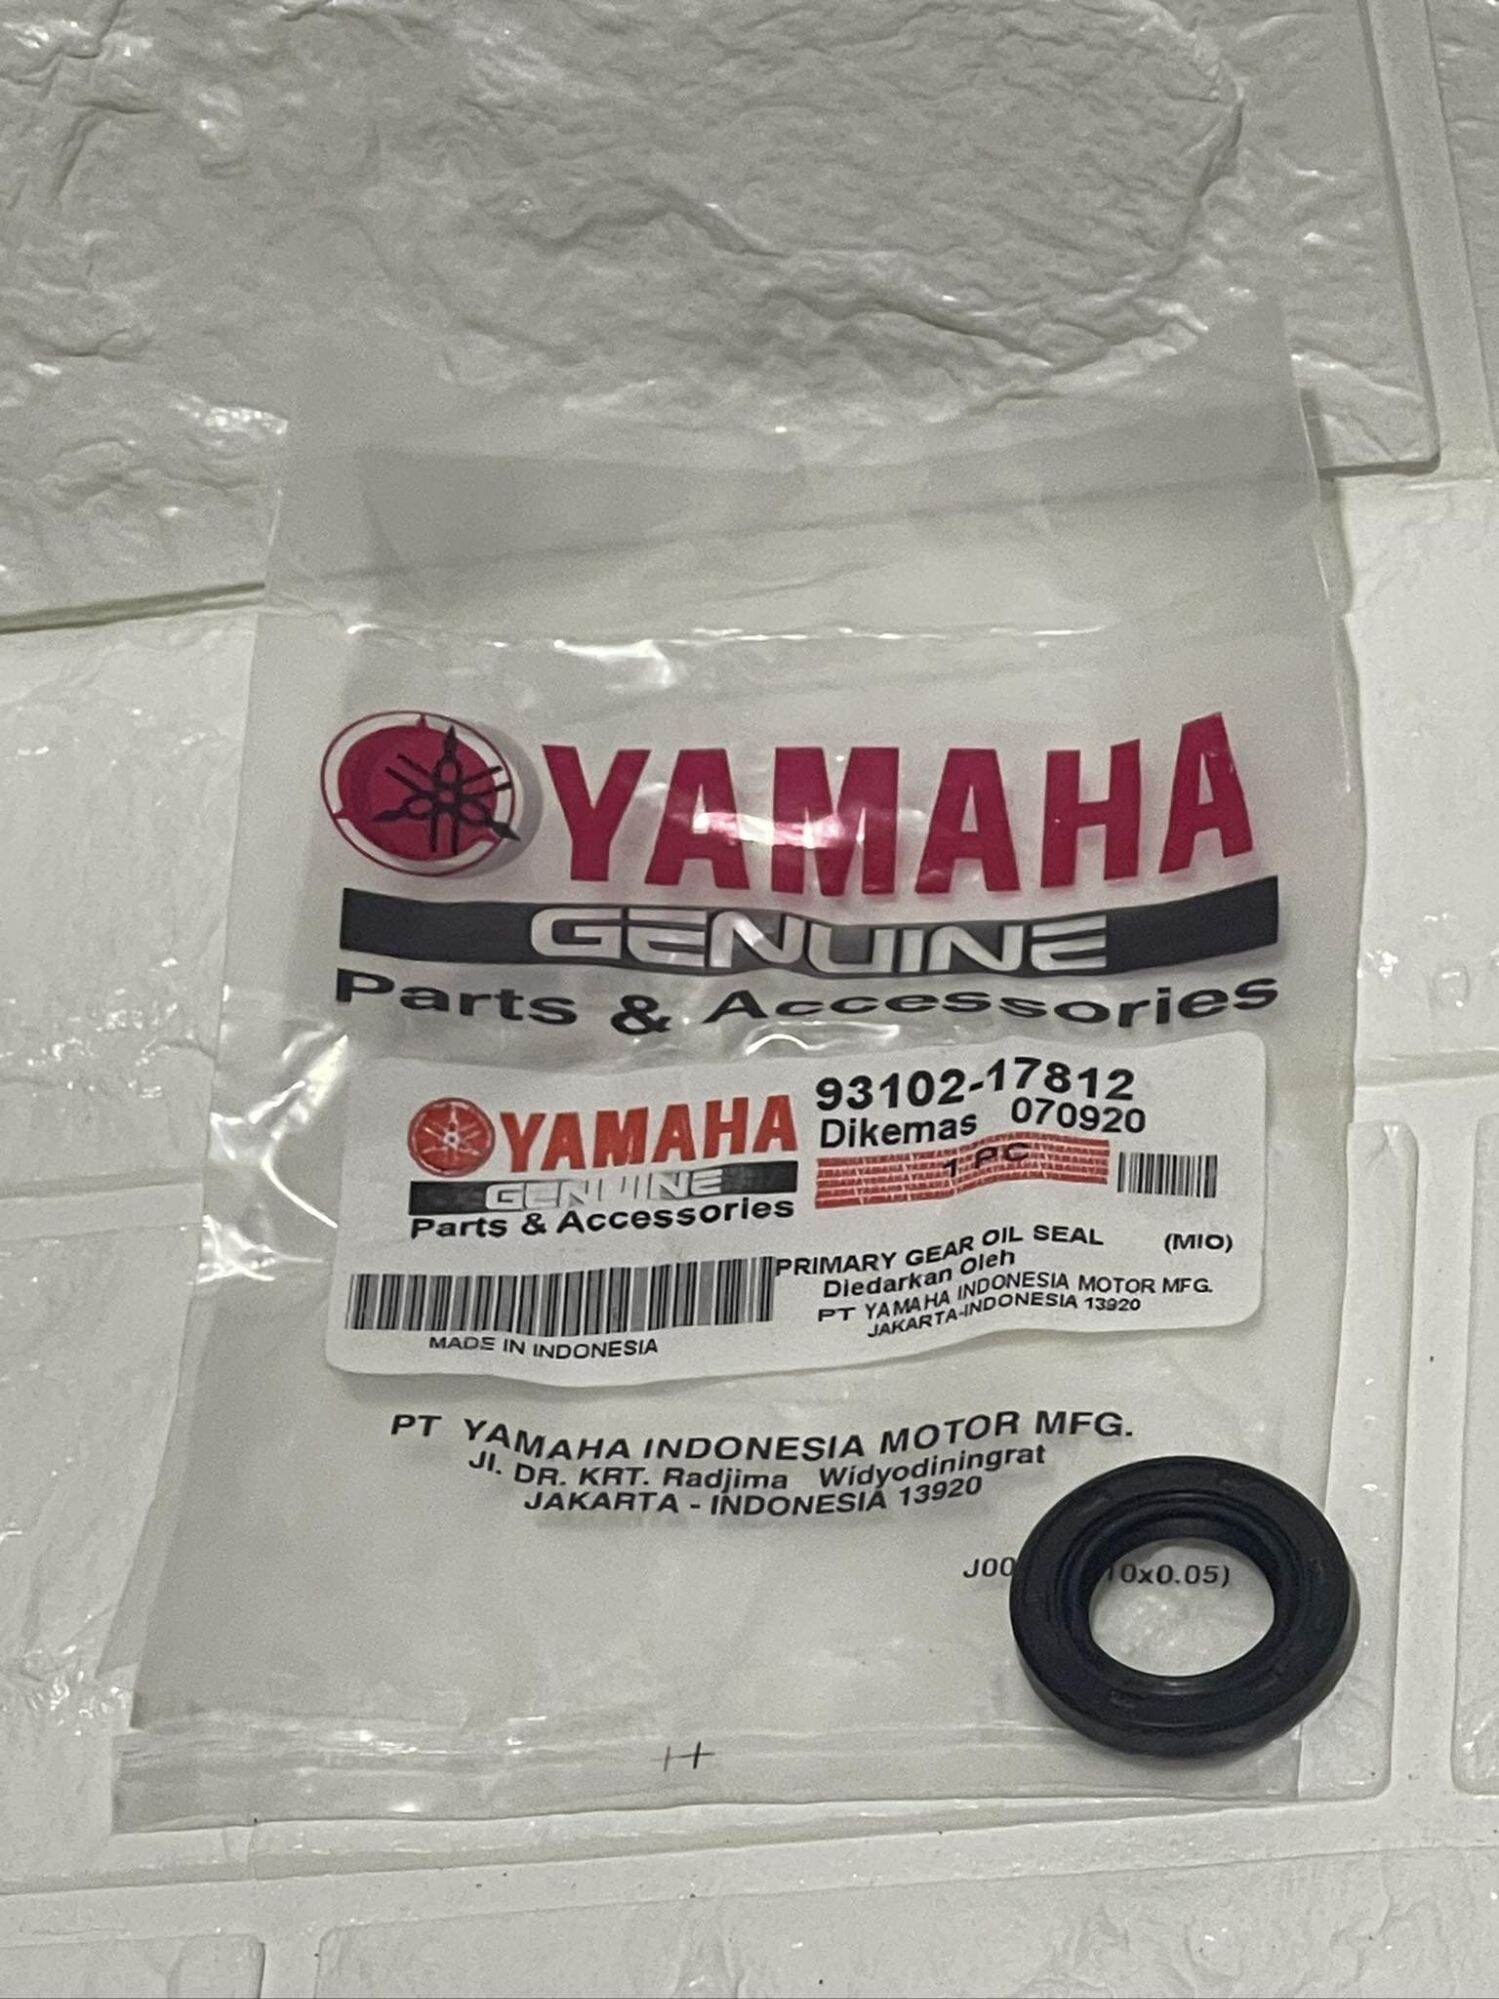 YAMAHA
GENUINE
Parts & Accessories
YAMAHA
GENUINE
Parts & Accessories
93102-17812
Dikemas 070920
1 PC
PRIMARY GEAR OIL SEAL (MIO)
Diedarkan Oleh
PT YAMAHA INDONESIA MOTOR MFG.
JAKARTA-INDONESIA 13920
MADE IN INDONESIA
PT YAMAHA INDONESIA MOTOR MFG.
Jl. DR. KRT. Radjima Widyodiningrat
JAKARTA - INDONESIA 13920